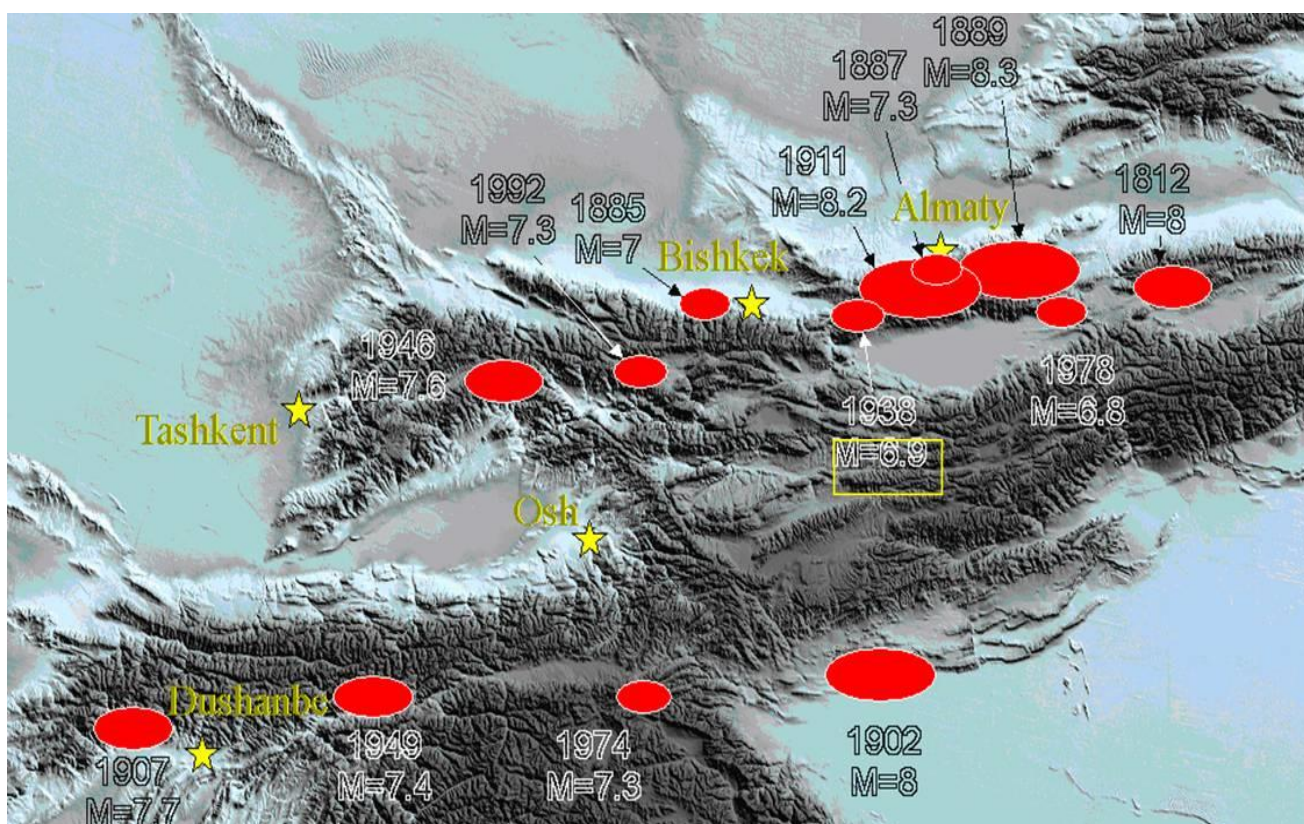 1889
M=8.3
1887
M=7.3
1911
M=8.2
Almaty
1812
M=8
1992
M=7.3
1885
M=7
Bishkek
1946
M=7.6
Tashkent
1938
M=6.9
1978
M=6.8
Osh
Dushanbe
1907
M=7.7
1949
M=7.4
1974
M=7.3
1902
M=8